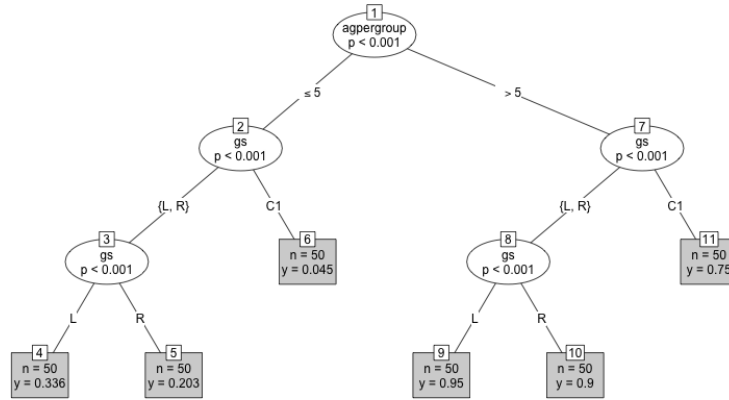 1
agpergroup
p < 0.001
≤ 5
> 5
2
gs
p < 0.001
7
gs
p < 0.001
{L, R}
C1
{L, R}
C1
3
gs
p < 0.001
6
n = 50
y = 0.045
8
gs
p < 0.001
11
n = 50
y = 0.75
L
R
L
R
4
n = 50
y = 0.336
5
n = 50
y = 0.203
9
n = 50
y = 0.95
10
n = 50
y = 0.9